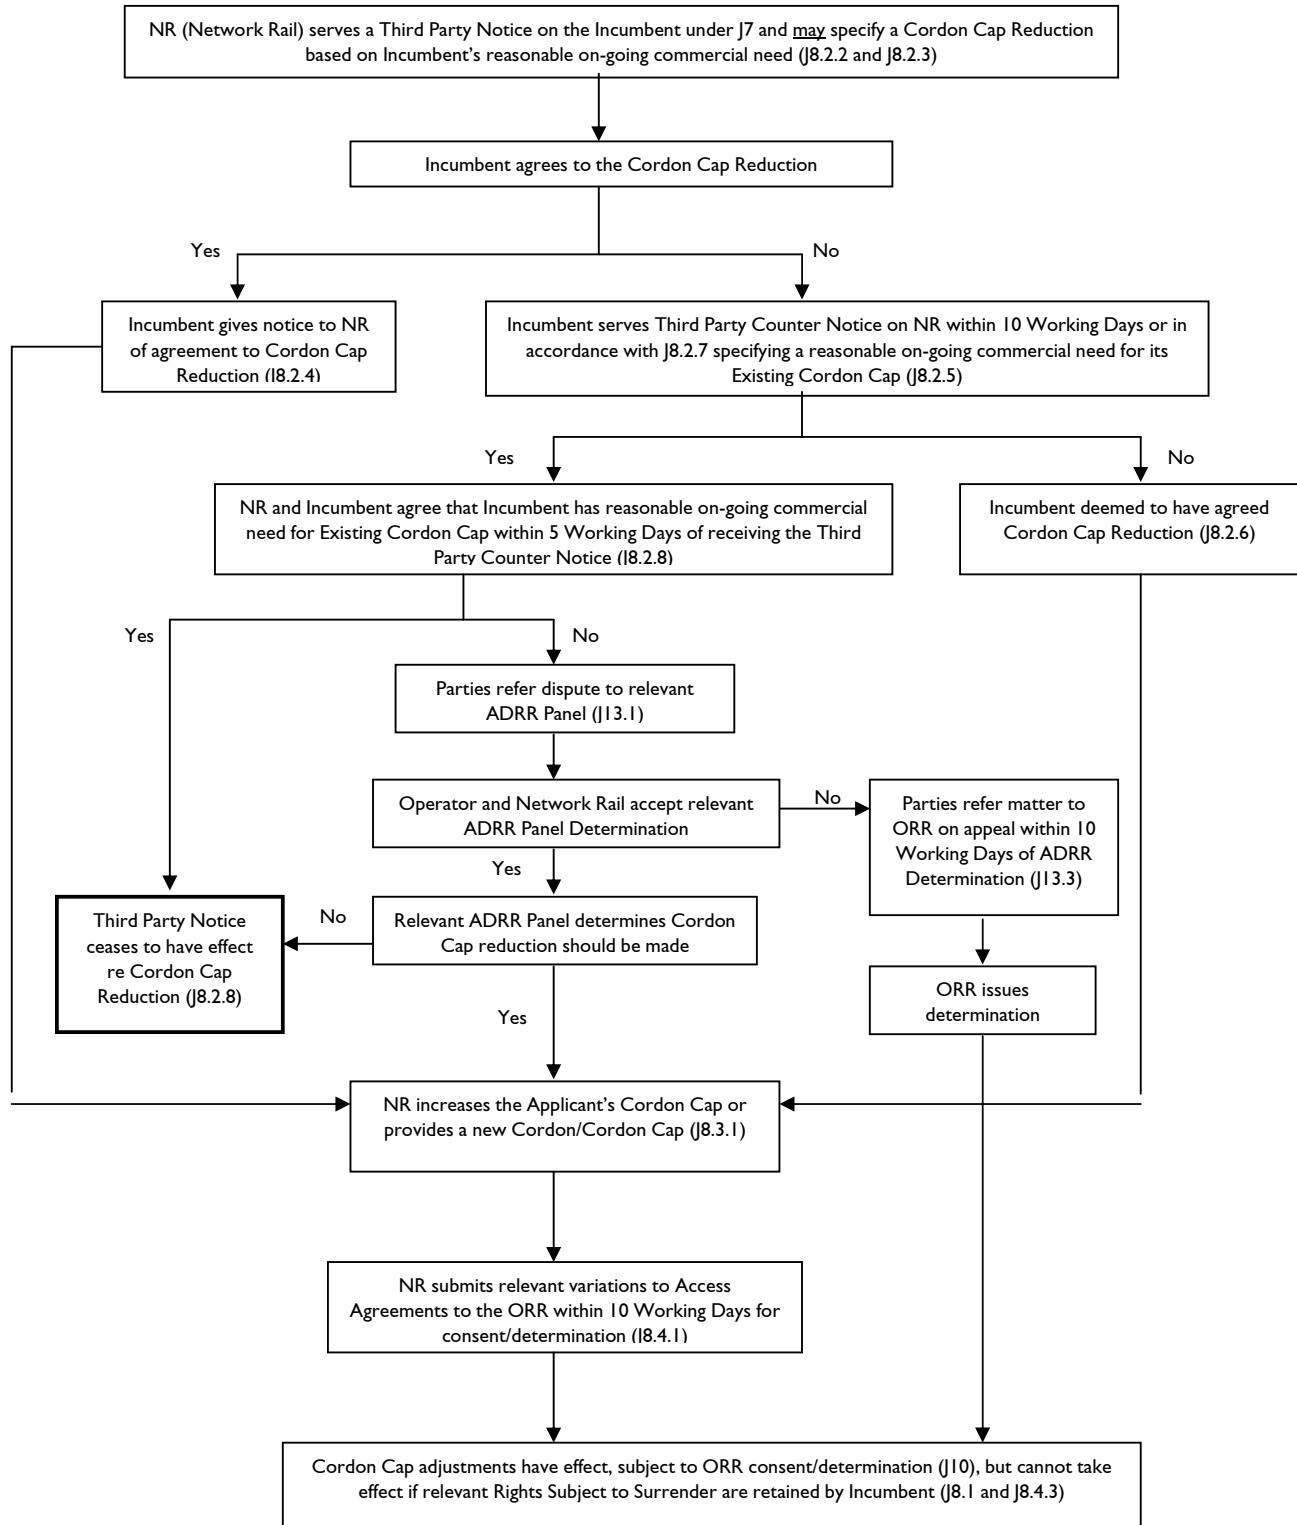 NR (Network Rail) serves a Third Party Notice on the Incumbent under J7 and may specify a Cordon Cap Reduction
based on Incumbent's reasonable on-going commercial need (J8.2.2 and J8.2.3)
Incumbent agrees to the Cordon Cap Reduction
Yes
No
Incumbent gives notice to NR
of agreement to Cordon Cap
Reduction (J8.2.4)
Incumbent serves Third Party Counter Notice on NR within 10 Working Days or in
accordance with J8.2.7 specifying a reasonable on-going commercial need for its
Existing Cordon Cap (J8.2.5)
Yes
No
NR and Incumbent agree that Incumbent has reasonable on-going commercial
need for Existing Cordon Cap within 5 Working Days of receiving the Third
Party Counter Notice (J8.2.8)
Incumbent deemed to have agreed
Cordon Cap Reduction (J8.2.6)
Yes
No
Parties refer dispute to relevant
ADRR Panel (J13.1)
Operator and Network Rail accept relevant
ADRR Panel Determination
No
Parties refer matter to
ORR on appeal within 10
Working Days of ADRR
Determination (J13.3)
Yes
Third Party Notice
ceases to have effect
re Cordon Cap
Reduction (J8.2.8)
No
Relevant ADRR Panel determines Cordon
Cap reduction should be made
ORR issues
determination
Yes
NR increases the Applicant's Cordon Cap or
provides a new Cordon/Cordon Cap (J8.3.1)
NR submits relevant variations to Access
Agreements to the ORR within 10 Working Days for
consent/determination (J8.4.1)
Cordon Cap adjustments have effect, subject to ORR consent/determination (J10), but cannot take
effect if relevant Rights Subject to Surrender are retained by Incumbent (J8.1 and J8.4.3)